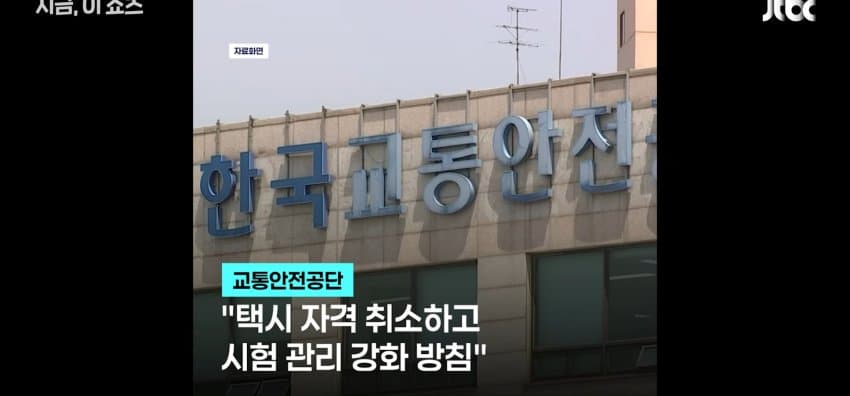 지금, 이 쇼츠
jtbc
자료화면
한국교통안전
교통안전공단
"택시 자격 취소하고
시험 관리 강화 방침"